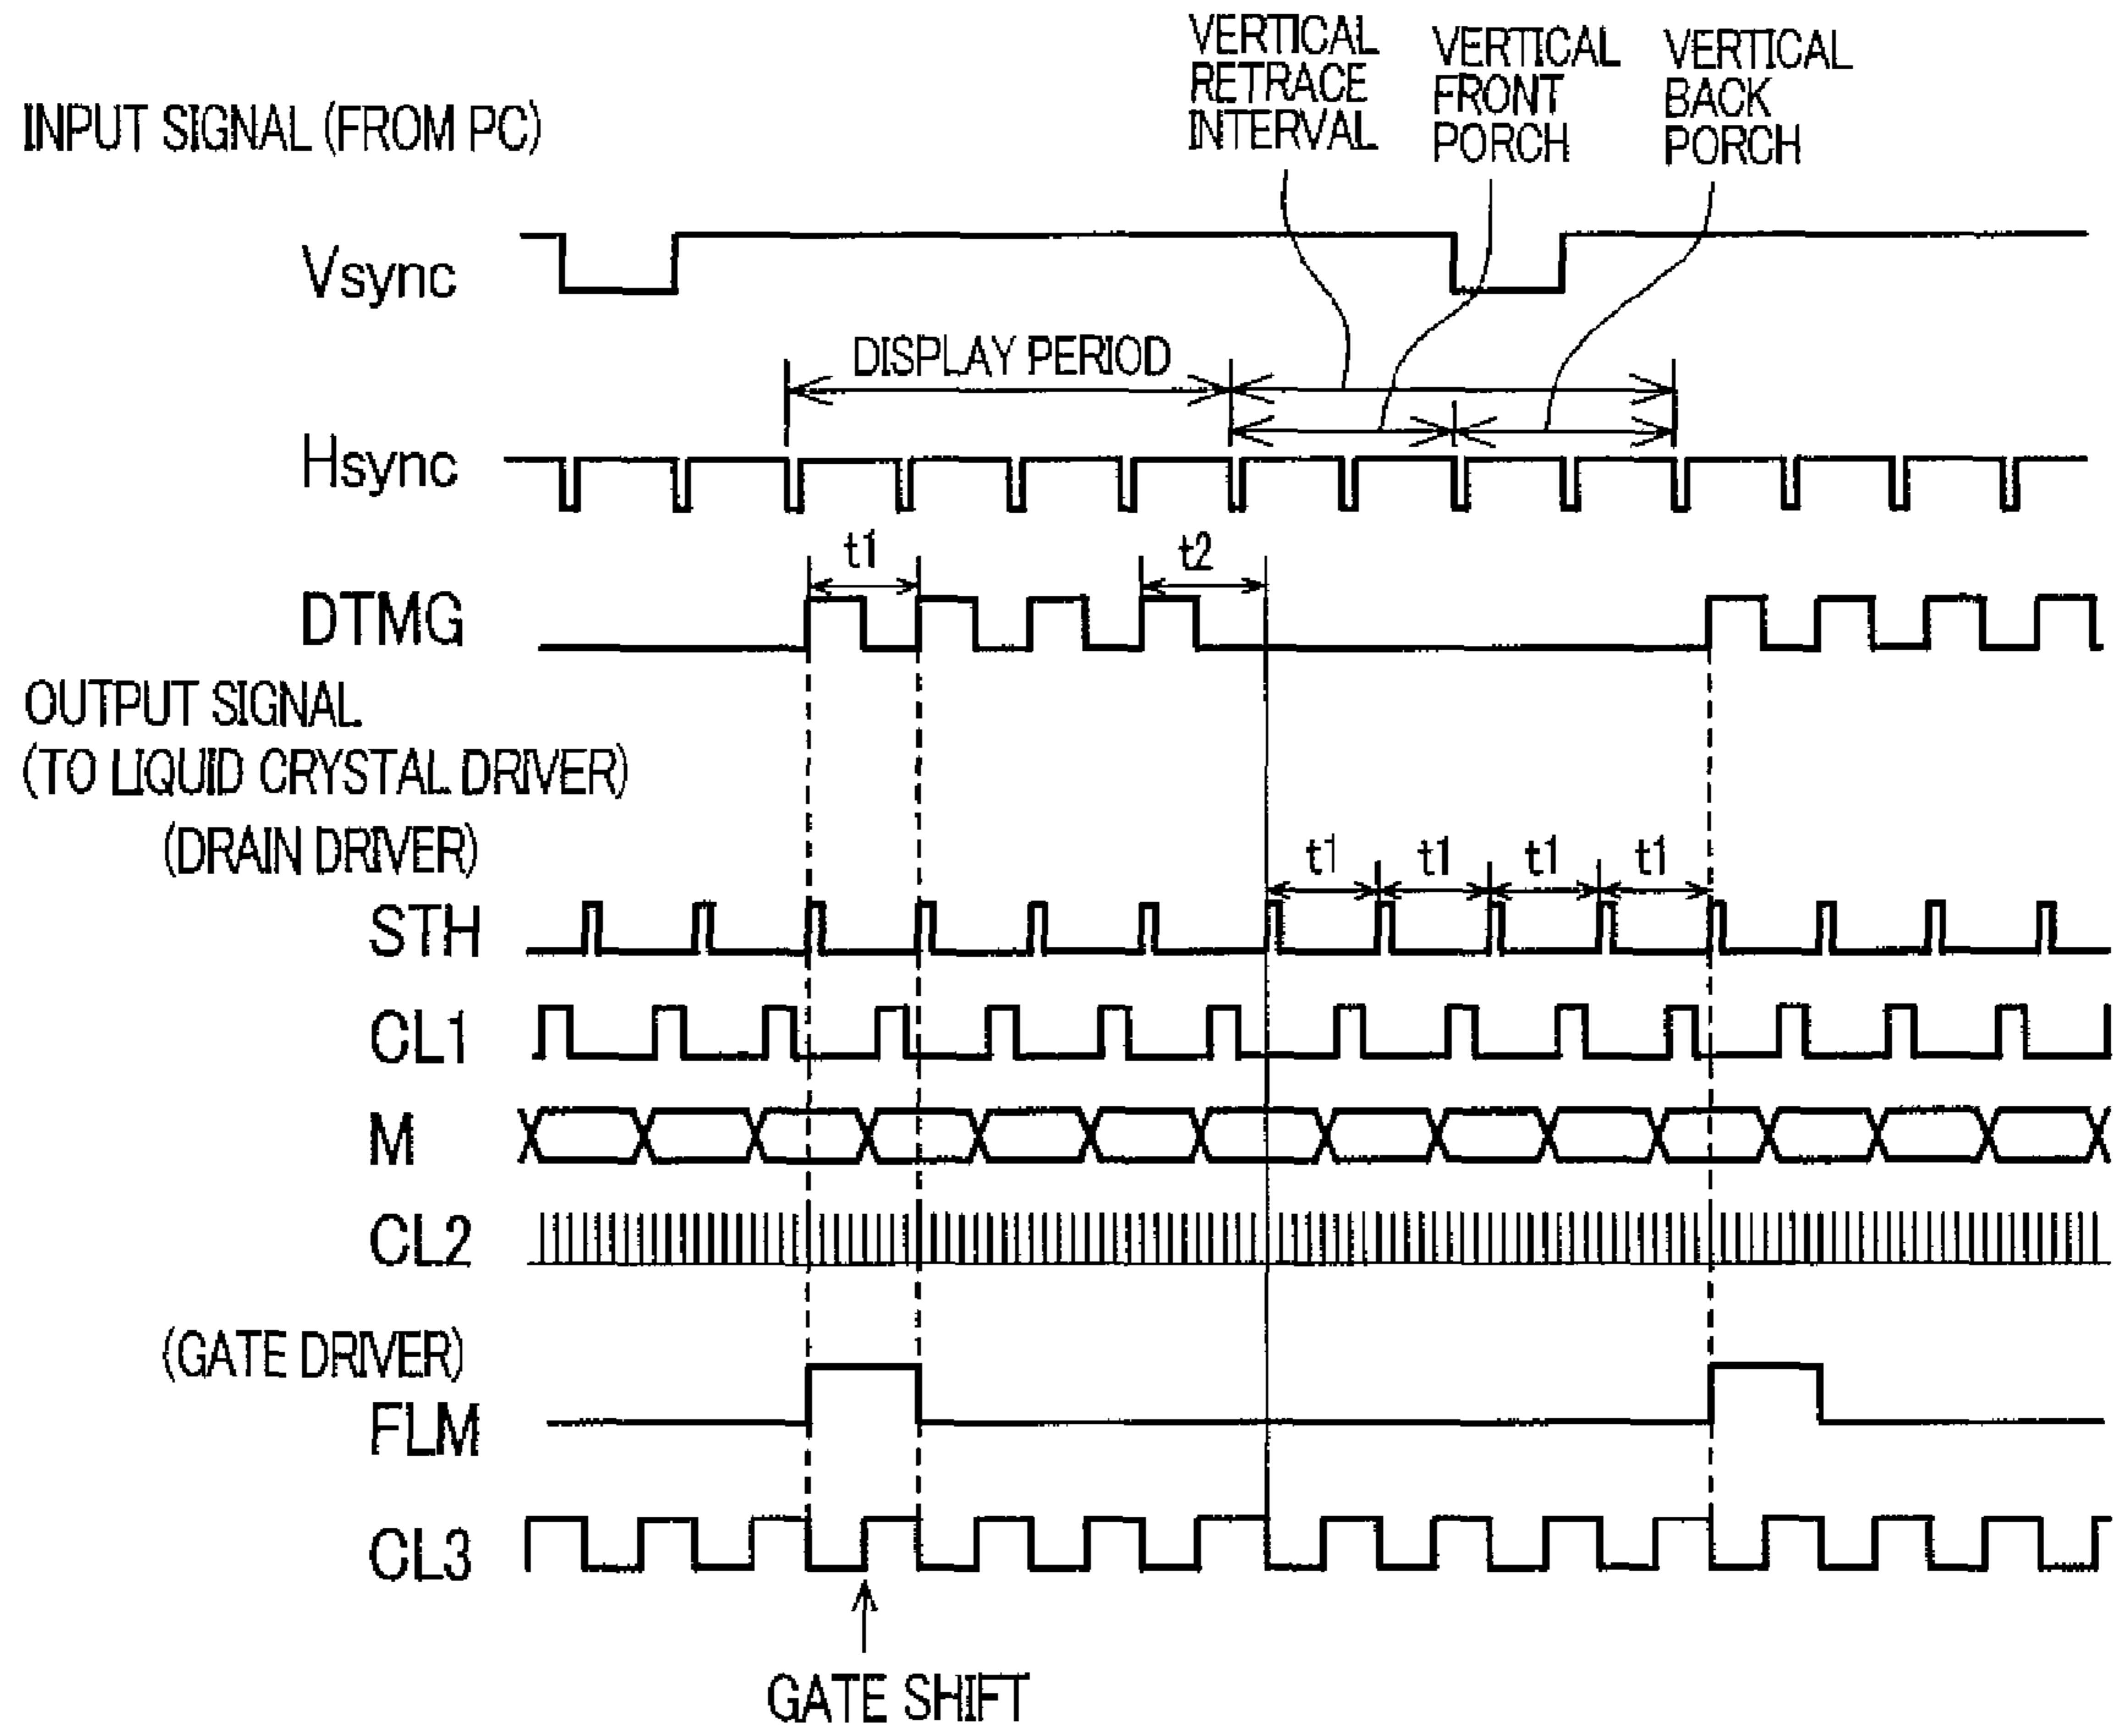 VERTICAL
RETRACE
INTERVAL
VERTICAL
FRONT
PORCH
VERTICAL
BACK
PORCH
INPUT SIGNAL (FROM PC)
Vsync
DISPLAY PERIOD
Hsync
t1
t2
DTMG
OUTPUT SIGNAL
(TO LIQUID CRYSTAL DRIVER)
(DRAIN DRIVER)
t1 t1 t1 t1
STH
CL1
M
CL2
(GATE DRIVER)
FLM
CL3
GATE SHIFT